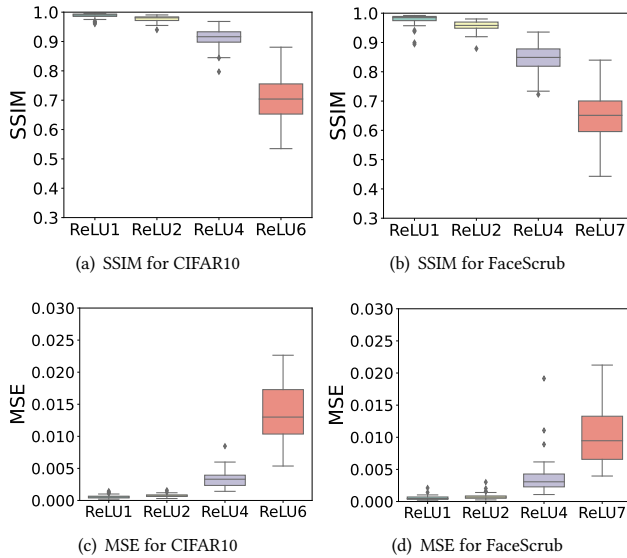 1.0
0.9
0.8
0.7
0.6
0.5
0.4
0.3
SSIM
ReLU1 ReLU2 ReLU4 ReLU6
(a) SSIM for CIFAR10
1.0
0.9
0.8
0.7
0.6
0.5
0.4
0.3
SSIM
ReLU1 ReLU2 ReLU4 ReLU7
(b) SSIM for FaceScrub
0.030
0.025
0.020
0.015
0.010
0.005
0.000
MSE
ReLU1 ReLU2 ReLU4 ReLU6
(c) MSE for CIFAR10
0.030
0.025
0.020
0.015
0.010
0.005
0.000
MSE
ReLU1 ReLU2 ReLU4 ReLU7
(d) MSE for FaceScrub